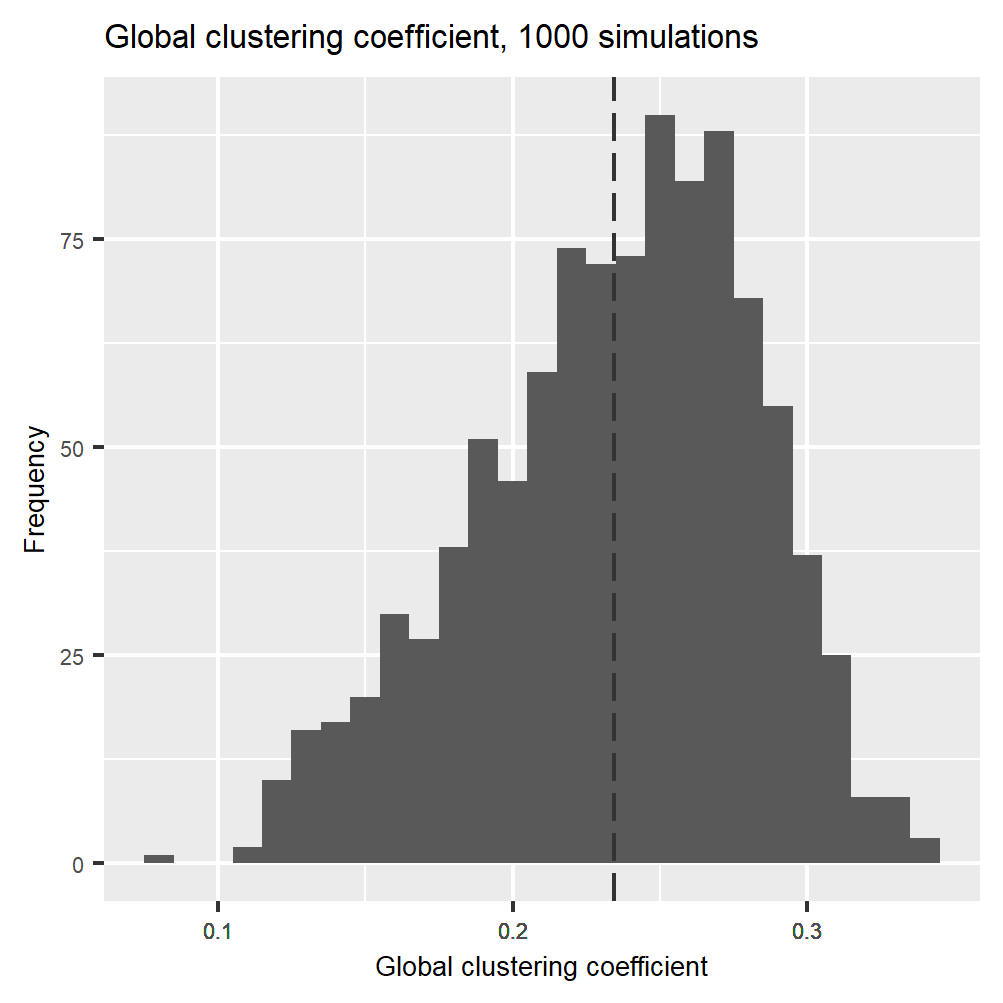 Global clustering coefficient, 1000 simulations
Frequency
75
50
25
0
0.1
0.2
0.3
Global clustering coefficient